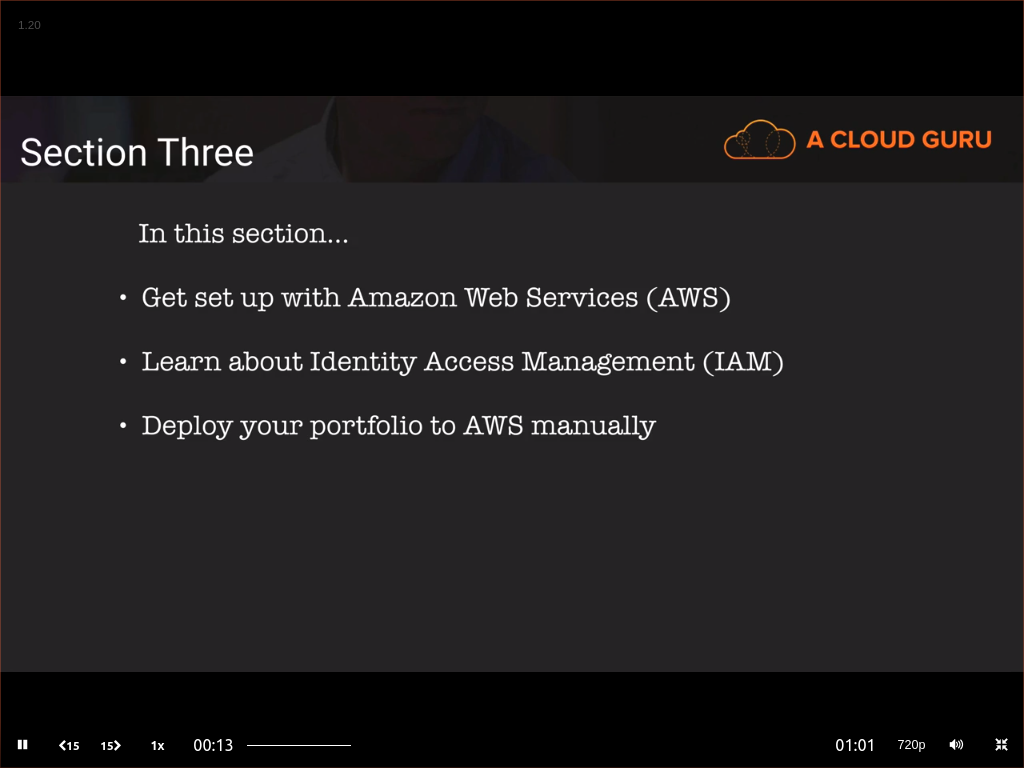 1.20
Section Three
A CLOUD GURU
In this section...
• Get set up with Amazon Web Services (AWS)
• Learn about Identity Access Management (IAM)
• Deploy your portfolio to AWS manually
15 15 1x 00:13 01:01 720p